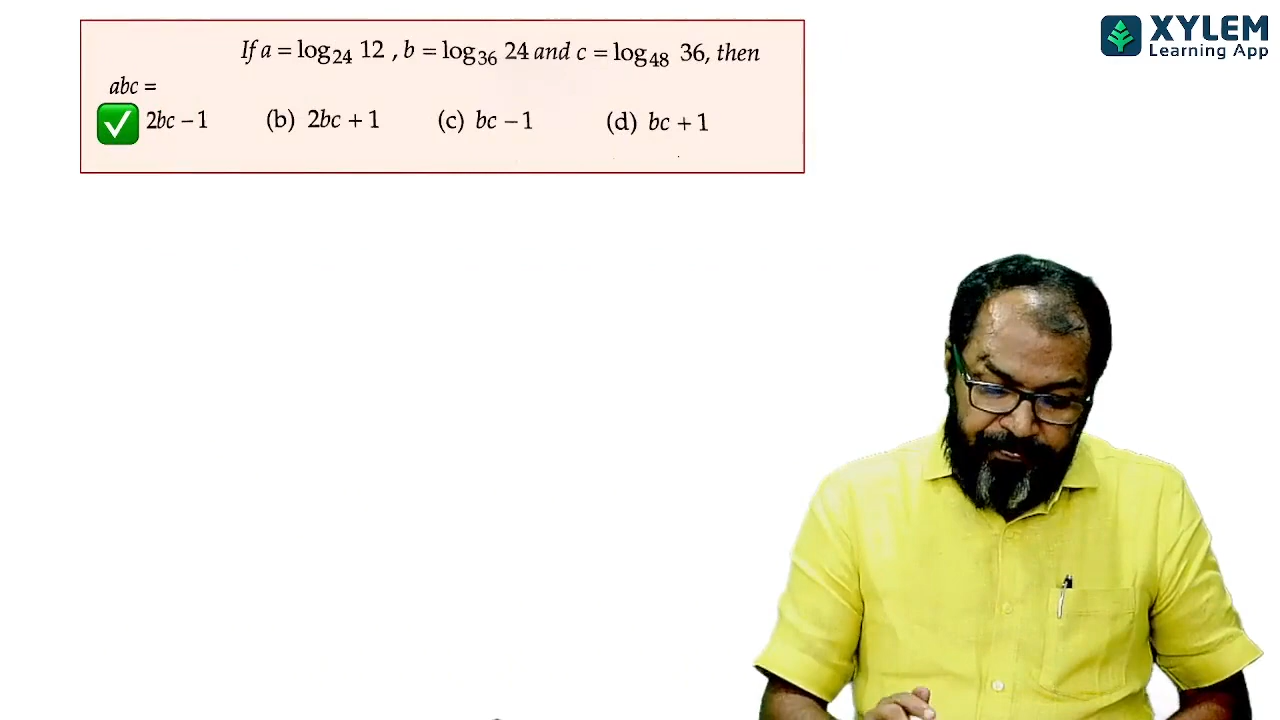 XYLEM
Learning App
If a = log₂₄ 12 , b = log₃₆ 24 and c = log₄₈ 36, then
abc =
✅ 2bc − 1 (b) 2bc + 1 (c) bc − 1 (d) bc + 1